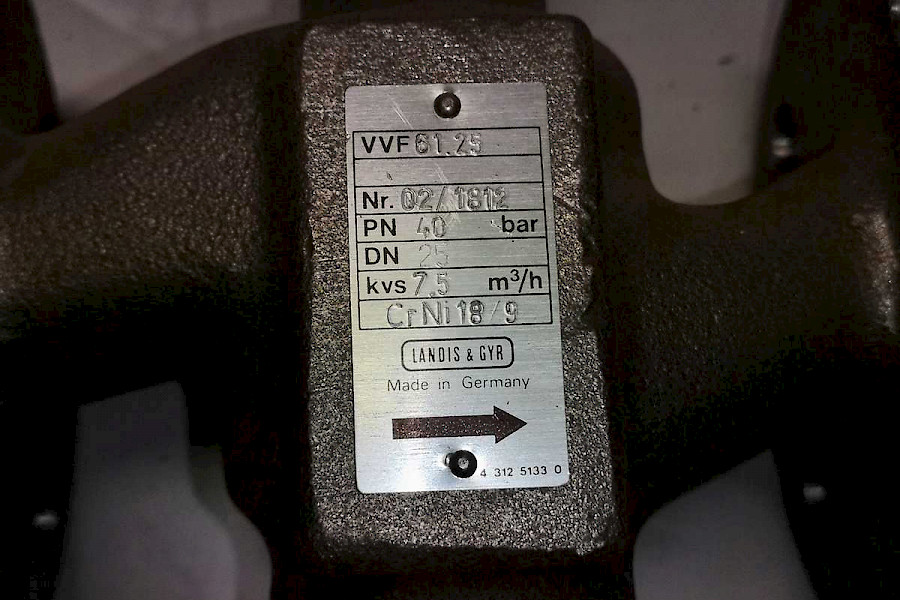 VVF 61.25
Nr. 02/1812
PN 40 bar
DN 25
kvs 7.5 m³/h
CrNi 18/9
LANDIS & GYR
Made in Germany
4 312 5133 0